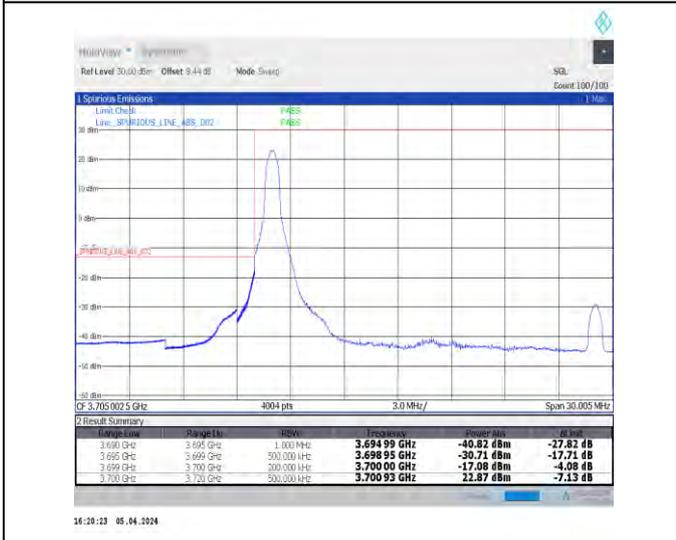 MultiView
Spectrum
Ref Level 30.00 dBm Offset 9.44 dB Mode Sweep SGL
Count 100/100
1 Spurious Emissions
Limit Check PASS
Line _SPURIOUS_LINE_ABS_002 PASS
30 dBm
20 dBm
10 dBm
0 dBm
_SPURIOUS_LINE_ABS_002
-20 dBm
-30 dBm
-40 dBm
-50 dBm
-60 dBm
CF 3.705 002 5 GHz 4004 pts 3.0 MHz/ Span 30.005 MHz
2 Result Summary
Range Low Range Up RBW Frequency Power Abs ΔLimit
3.690 GHz 3.695 GHz 1.000 MHz 3.694 99 GHz -40.82 dBm -27.82 dB
3.695 GHz 3.699 GHz 500.000 kHz 3.698 95 GHz -30.71 dBm -17.71 dB
3.699 GHz 3.700 GHz 200.000 kHz 3.700 00 GHz -17.08 dBm -4.08 dB
3.700 GHz 3.720 GHz 500.000 kHz 3.700 93 GHz 22.87 dBm -7.13 dB
16:20:23 05.04.2024